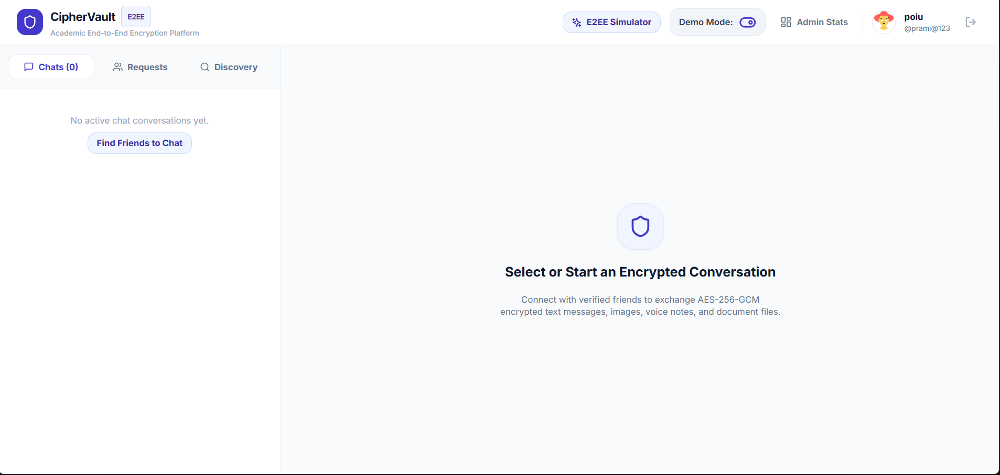 CipherVault E2EE
Academic End-to-End Encryption Platform
E2EE Simulator
Demo Mode:
Admin Stats
poiu
@prami@123
Chats (0)
Requests
Discovery
No active chat conversations yet.
Find Friends to Chat
Select or Start an Encrypted Conversation
Connect with verified friends to exchange AES-256-GCM
encrypted text messages, images, voice notes, and document files.